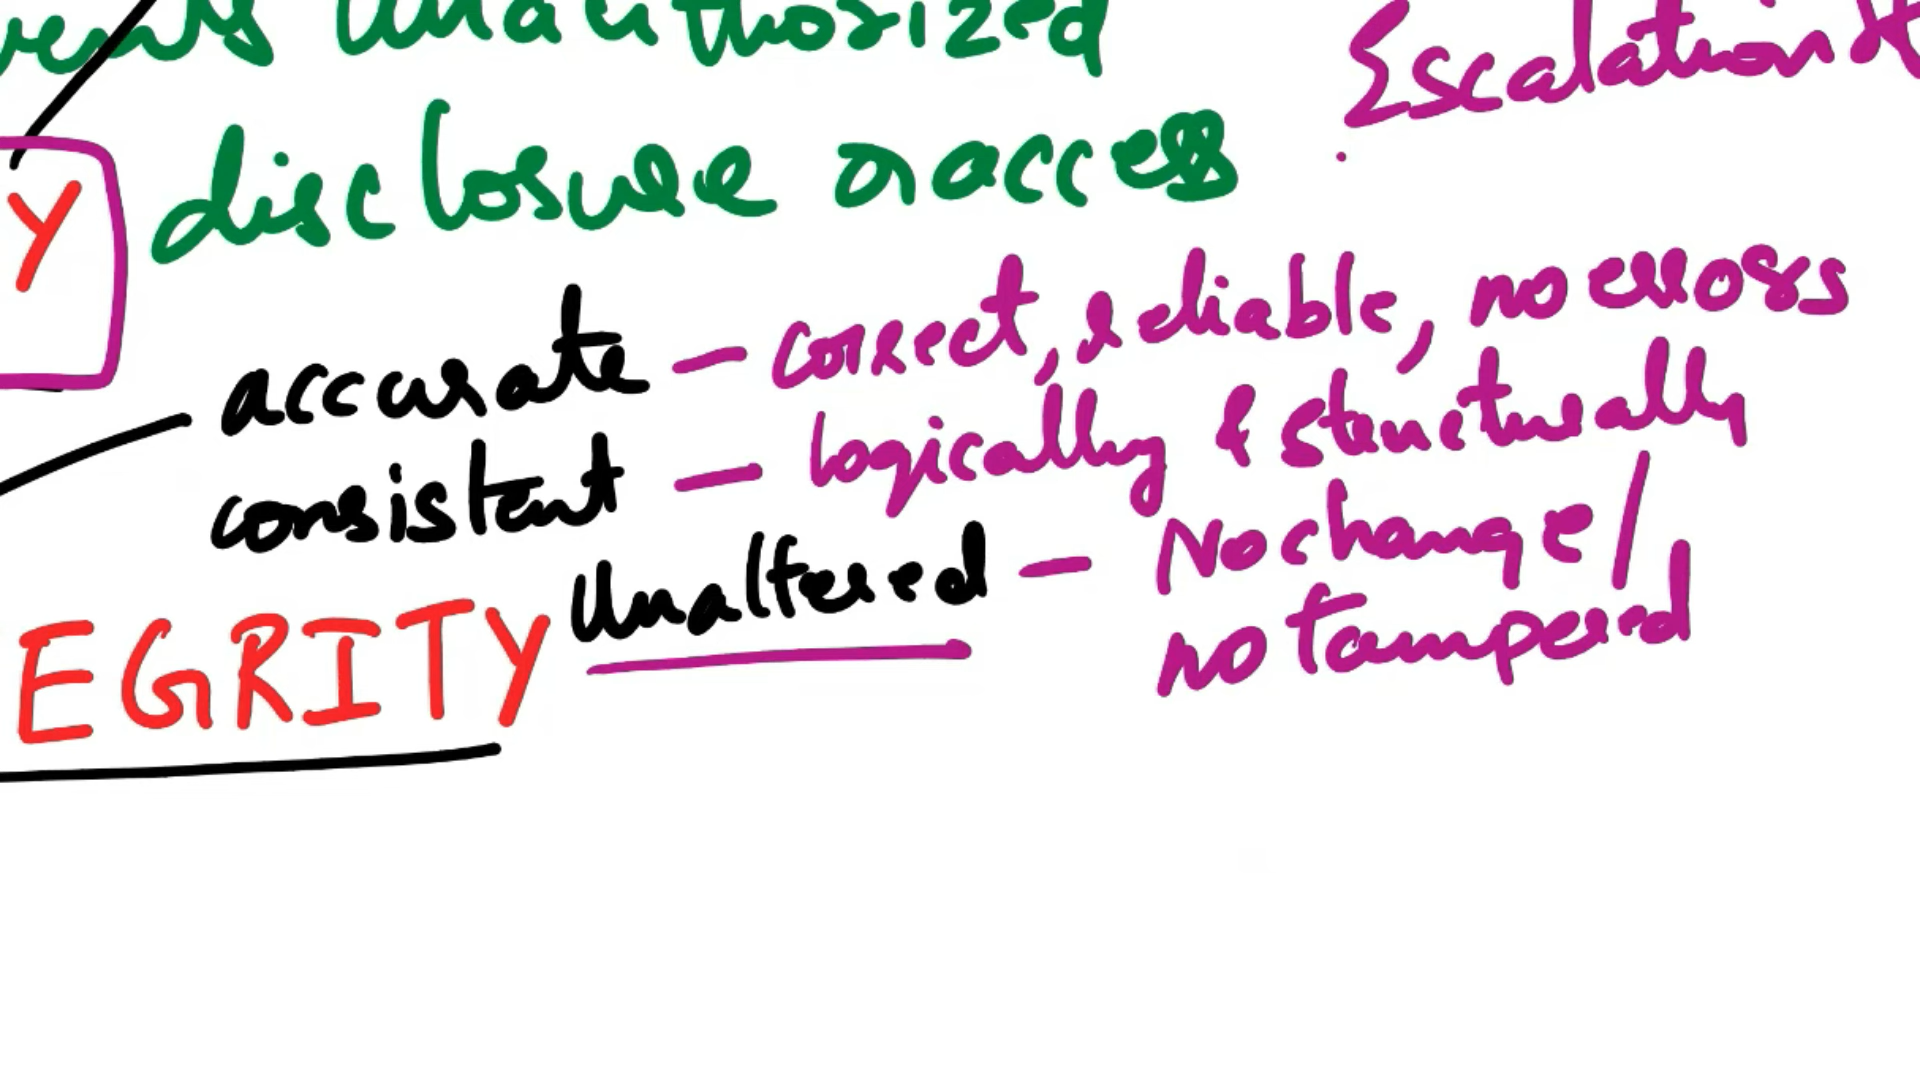 unauthorized
Escalation
Y disclosure or access
accurate – correct, reliable, no errors
consistent – logically & structurally
Unaltered – No change/
no tampered
EGRITY